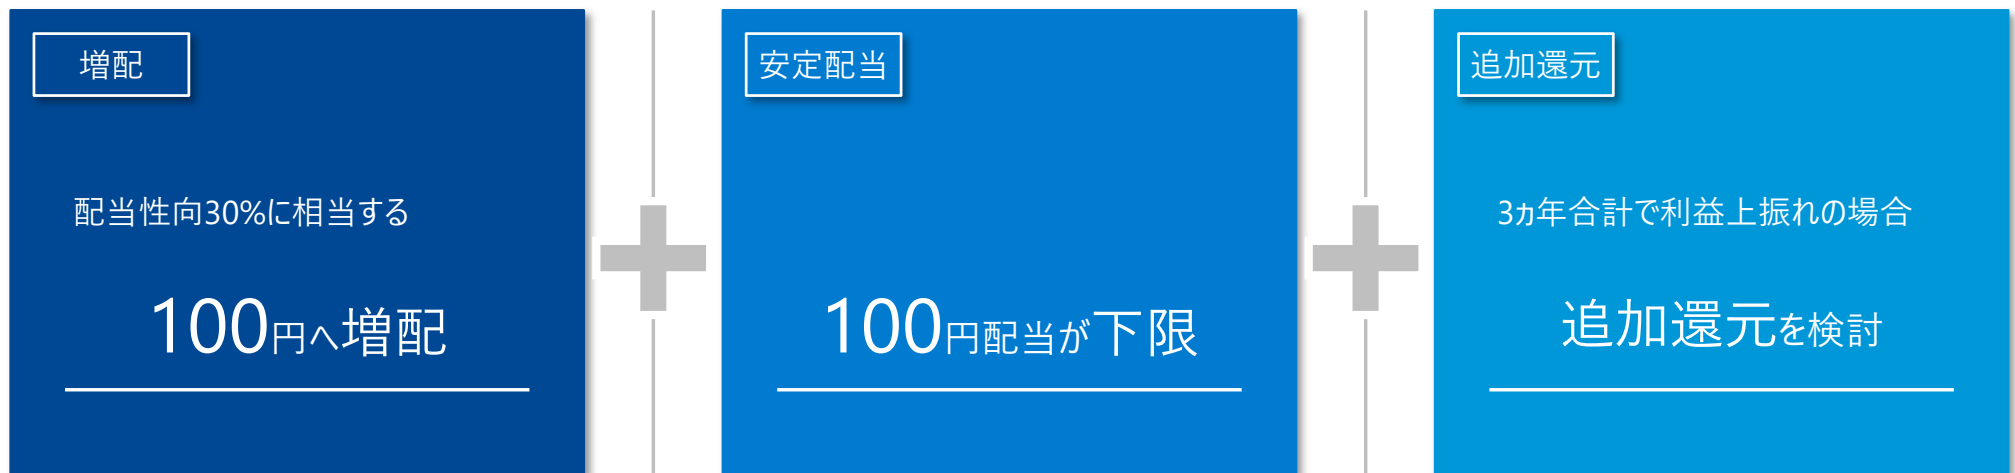 増配
配当性向30%に相当する
100円へ増配
安定配当
100円配当が下限
追加還元
3ヵ年合計で利益上振れの場合
追加還元を検討